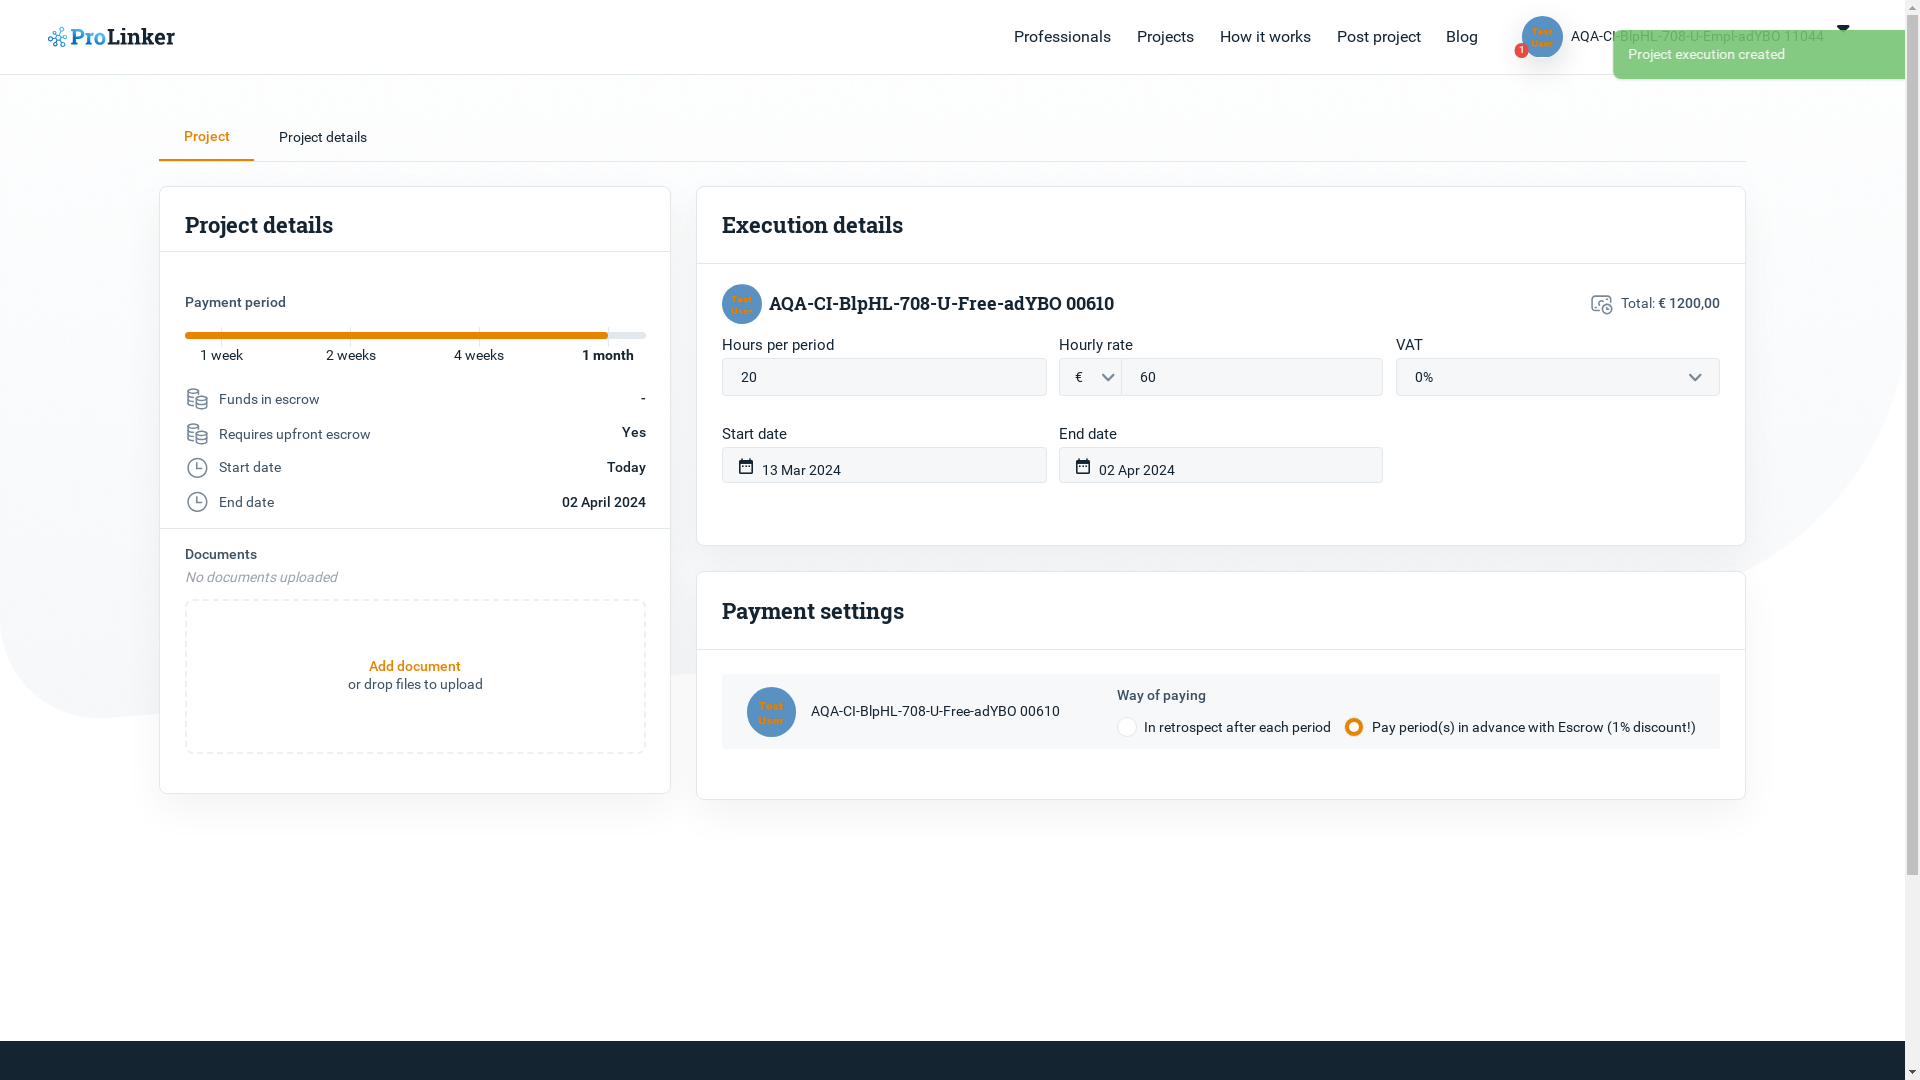 ProLinker
Professionals
Projects
How it works
Post project
Blog
Test
User
1
AQA-CI-BlpHL-708-U-Empl-adYBO 11044
Project execution created
Project
Project details
Project details
Payment period
1 week
2 weeks
4 weeks
1 month
Funds in escrow
-
Requires upfront escrow
Yes
Start date
Today
End date
02 April 2024
Documents
No documents uploaded
Add document
or drop files to upload
Execution details
Test
User
AQA-CI-BlpHL-708-U-Free-adYBO 00610
Total: € 1200,00
Hours per period
Hourly rate
VAT
20
€
60
0%
Start date
End date
13 Mar 2024
02 Apr 2024
Payment settings
Test
User
AQA-CI-BlpHL-708-U-Free-adYBO 00610
Way of paying
In retrospect after each period
Pay period(s) in advance with Escrow (1% discount!)